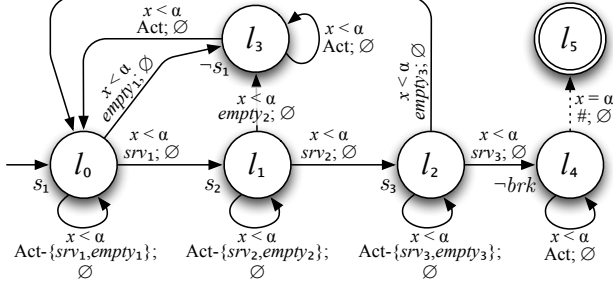 x < α
Act; ∅
x < α
Act; ∅
l₃
l₅
¬s₁
x < α
empty₁; ∅
x < α
empty₂; ∅
x < α
empty₃; ∅
x = α
#; ∅
x < α
srv₁; ∅
x < α
srv₂; ∅
x < α
srv₃; ∅
l₀
l₁
l₂
l₄
s₁
s₂
s₃
¬brk
x < α
Act-{srv₁,empty₁};
∅
x < α
Act-{srv₂,empty₂};
∅
x < α
Act-{srv₃,empty₃};
∅
x < α
Act; ∅